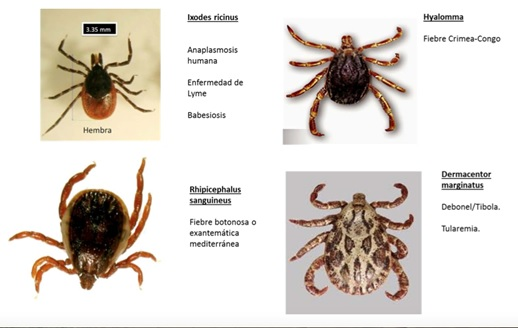 3.35 mm
Hembra
Ixodes ricinus
Anaplasmosis
humana
Enfermedad de
Lyme
Babesiosis
Hyalomma
Fiebre Crimea-Congo
Rhipicephalus
sanguineus
Fiebre botonosa o
exantemática
mediterránea
Dermacentor
marginatus
Debonel/Tibola.
Tularemia.